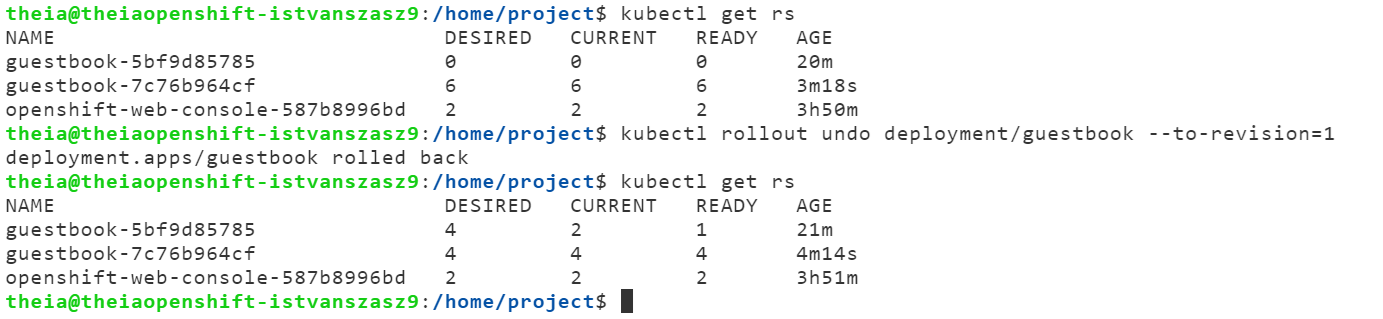 theia@theiaopenshift-istvanszasz9:/home/project$ kubectl get rs
NAME DESIRED CURRENT READY AGE
guestbook-5bf9d85785 0 0 0 20m
guestbook-7c76b964cf 6 6 6 3m18s
openshift-web-console-587b8996bd 2 2 2 3h50m
theia@theiaopenshift-istvanszasz9:/home/project$ kubectl rollout undo deployment/guestbook --to-revision=1
deployment.apps/guestbook rolled back
theia@theiaopenshift-istvanszasz9:/home/project$ kubectl get rs
NAME DESIRED CURRENT READY AGE
guestbook-5bf9d85785 4 2 1 21m
guestbook-7c76b964cf 4 4 4 4m14s
openshift-web-console-587b8996bd 2 2 2 3h51m
theia@theiaopenshift-istvanszasz9:/home/project$